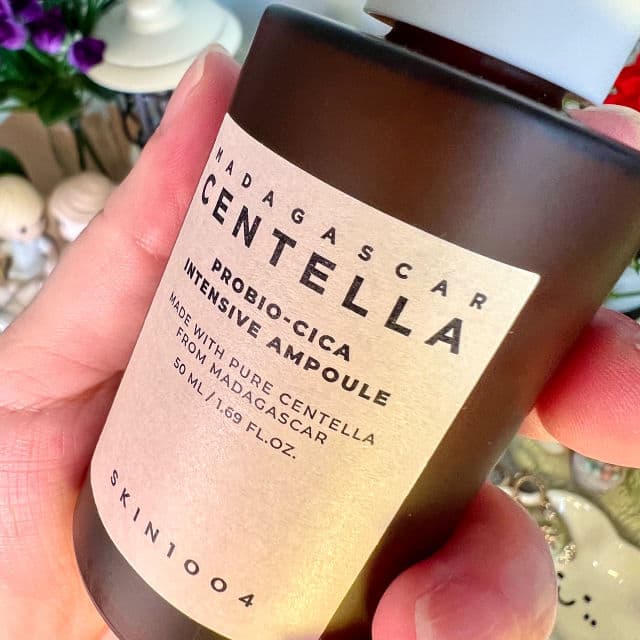 MADAGASCAR
CENTELLA
PROBIO-CICA
INTENSIVE AMPOULE
MADE WITH PURE CENTELLA
FROM MADAGASCAR
50 ML / 1.69 FL.OZ.
SKIN1004